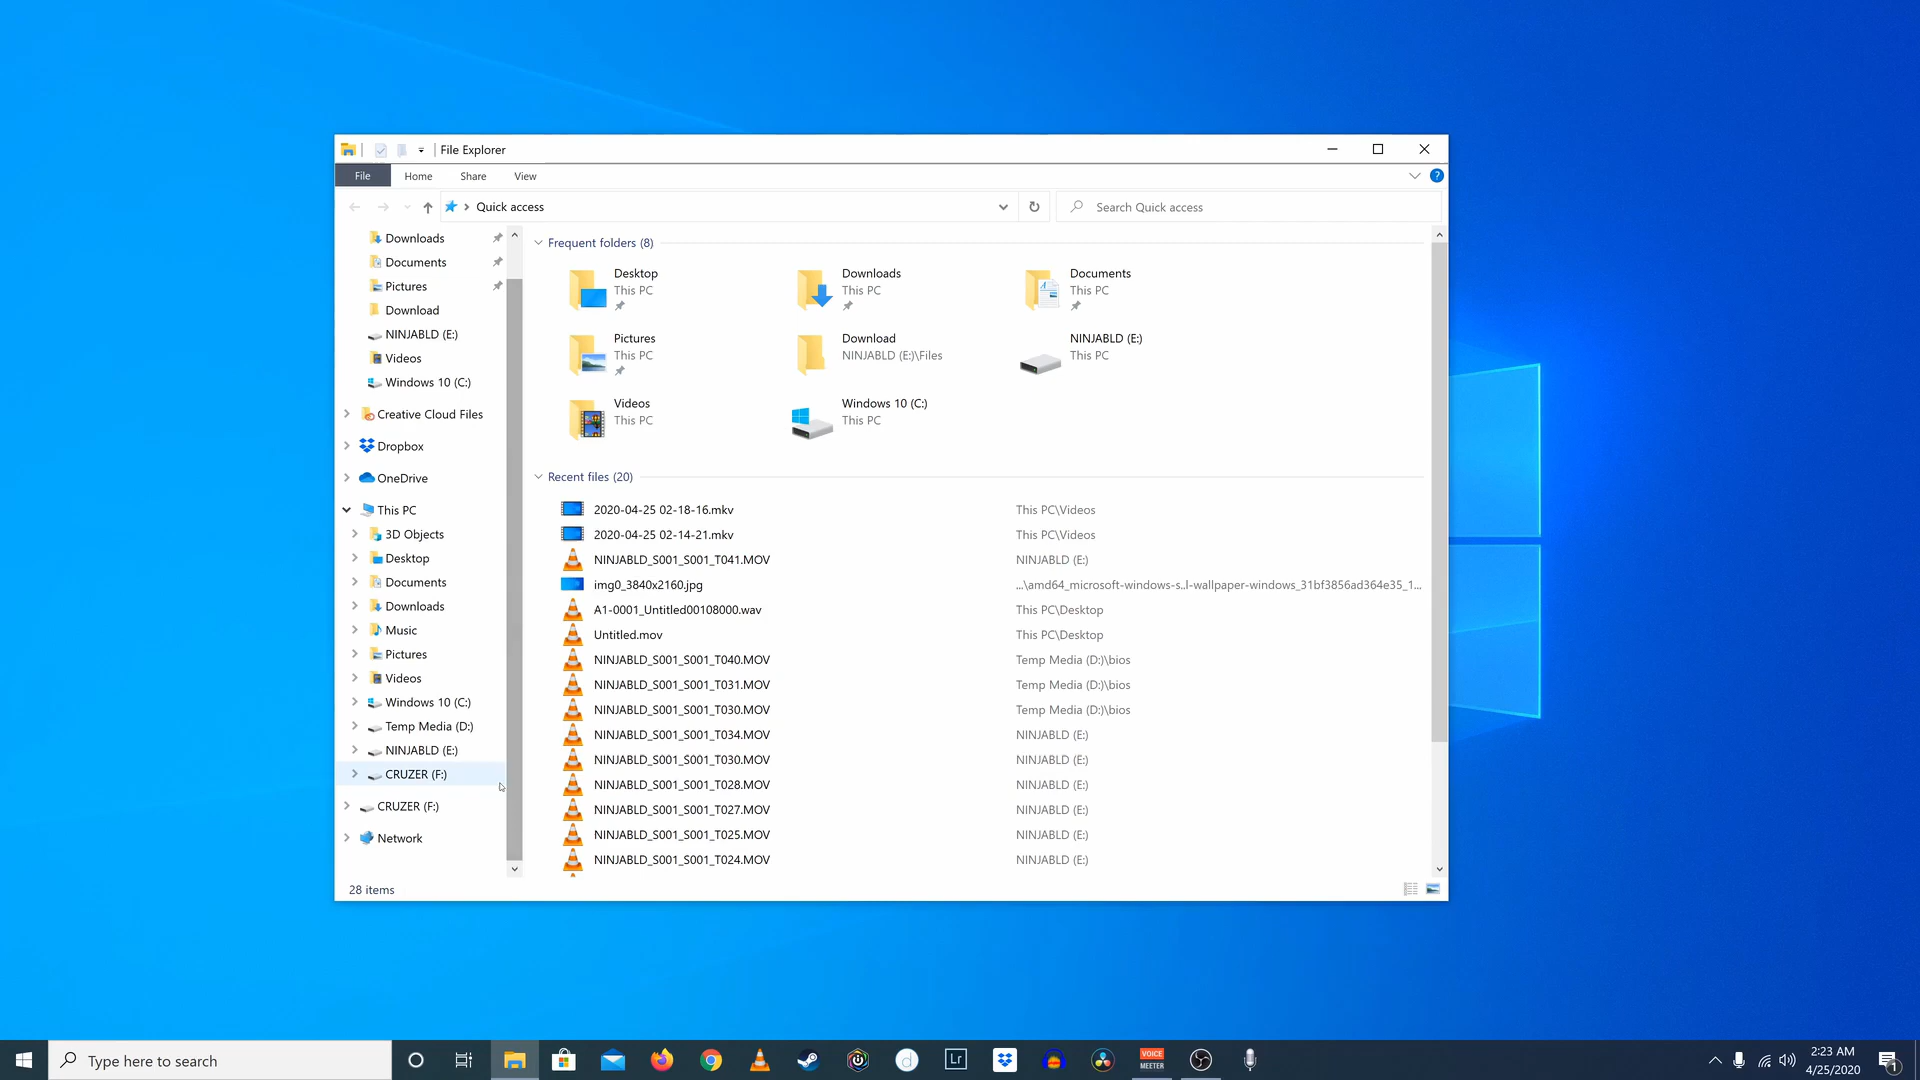 File Explorer
File Home Share View
Quick access
Search Quick access
Downloads
Documents
Pictures
Download
NINJABLD (E:)
Videos
Windows 10 (C:)
Creative Cloud Files
Dropbox
OneDrive
This PC
3D Objects
Desktop
Documents
Downloads
Music
Pictures
Videos
Windows 10 (C:)
Temp Media (D:)
NINJABLD (E:)
CRUZER (F:)
CRUZER (F:)
Network
Frequent folders (8)
Desktop
This PC
Downloads
This PC
Documents
This PC
Pictures
This PC
Download
NINJABLD (E:)\Files
NINJABLD (E:)
This PC
Videos
This PC
Windows 10 (C:)
This PC
Recent files (20)
2020-04-25 02-18-16.mkv This PC\Videos
2020-04-25 02-14-21.mkv This PC\Videos
NINJABLD_S001_S001_T041.MOV NINJABLD (E:)
img0_3840x2160.jpg ...\amd64_microsoft-windows-s..l-wallpaper-windows_31bf3856ad364e35_1...
A1-0001_Untitled00108000.wav This PC\Desktop
Untitled.mov This PC\Desktop
NINJABLD_S001_S001_T040.MOV Temp Media (D:)\bios
NINJABLD_S001_S001_T031.MOV Temp Media (D:)\bios
NINJABLD_S001_S001_T030.MOV Temp Media (D:)\bios
NINJABLD_S001_S001_T034.MOV NINJABLD (E:)
NINJABLD_S001_S001_T030.MOV NINJABLD (E:)
NINJABLD_S001_S001_T028.MOV NINJABLD (E:)
NINJABLD_S001_S001_T027.MOV NINJABLD (E:)
NINJABLD_S001_S001_T025.MOV NINJABLD (E:)
NINJABLD_S001_S001_T024.MOV NINJABLD (E:)
28 items
Type here to search
Lr
VOICE
MEETER
2:23 AM
4/25/2020
1